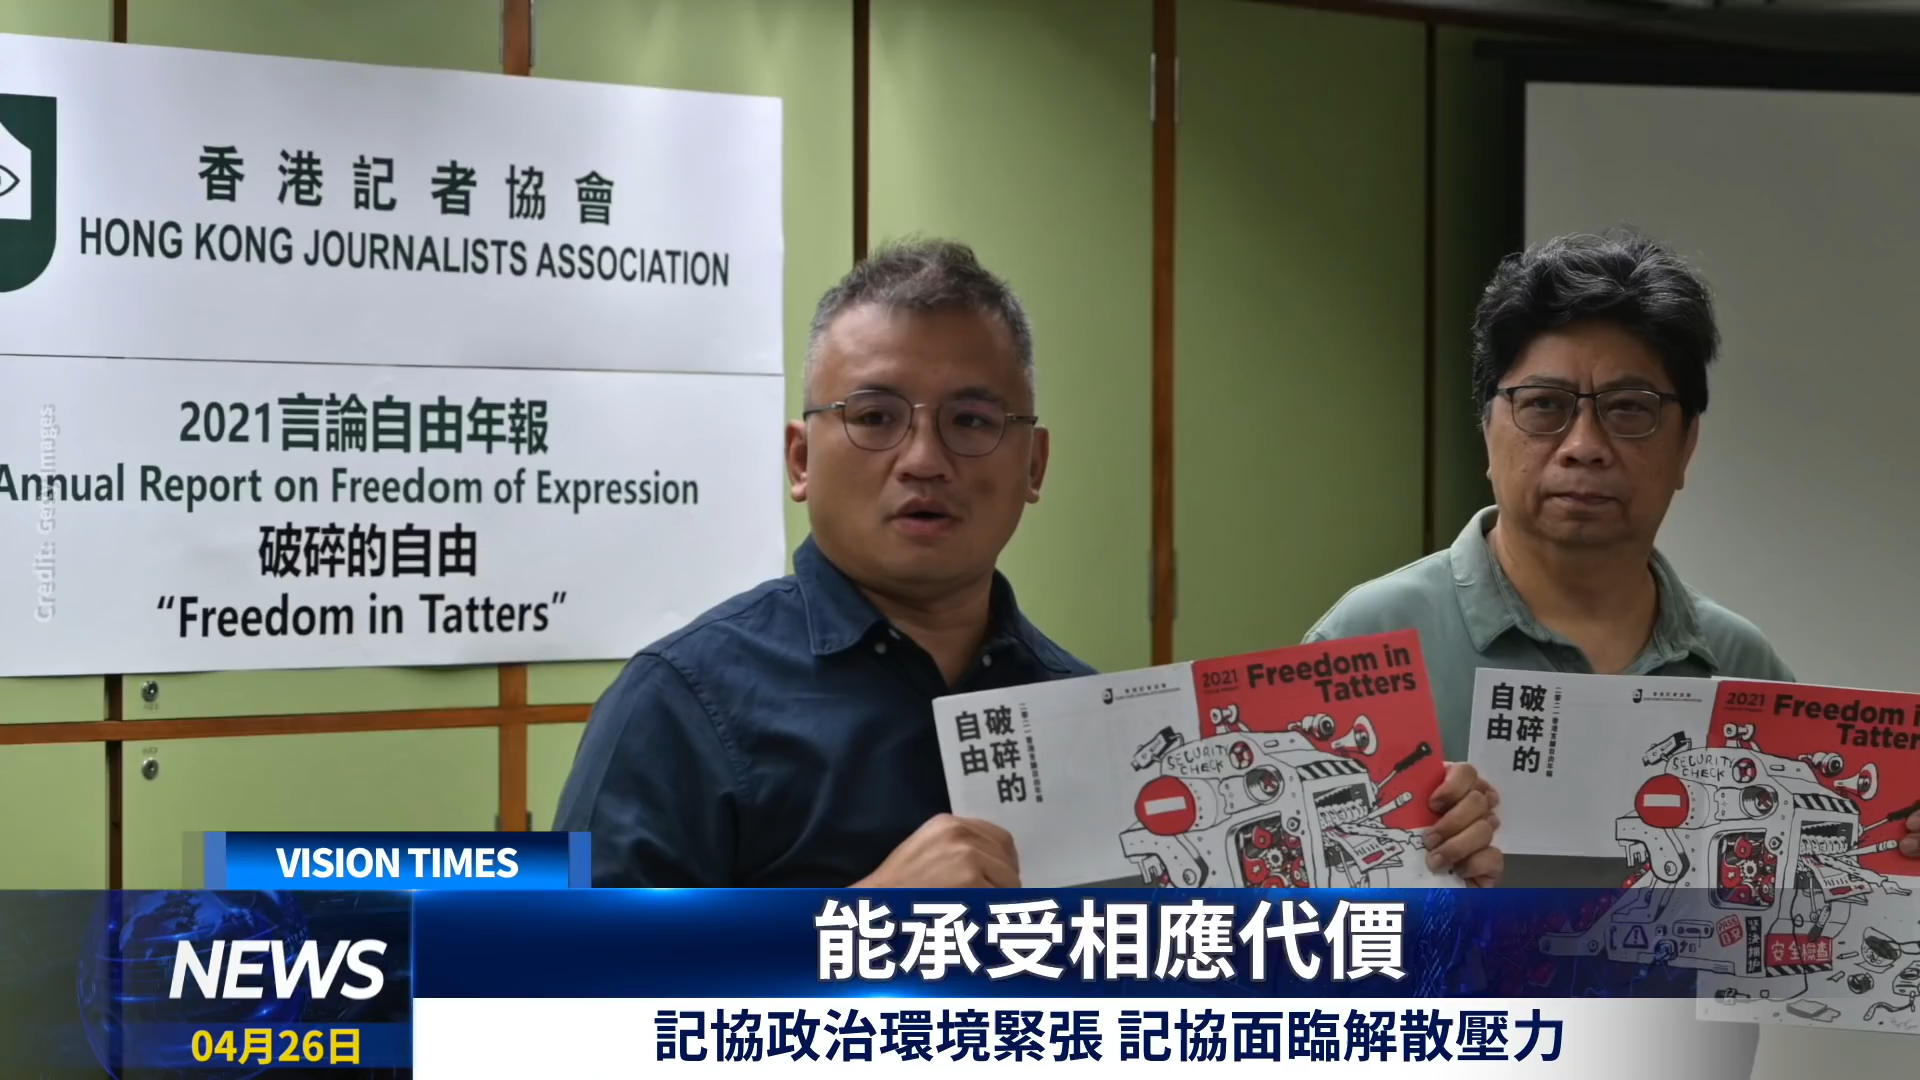 香港記者協會
HONG KONG JOURNALISTS ASSOCIATION
2021言論自由年報
Annual Report on Freedom of Expression
破碎的自由
“Freedom in Tatters”
Credit: Getty Images
破碎的
自由
2021
Freedom in
Tatters
SECURITY
CHECK
破碎的
自由
2021
Freedom i
Tatter
SECURITY
CHECK
安全檢查
VISION TIMES
NEWS
04月26日
能承受相應代價
記協政治環境緊張 記協面臨解散壓力